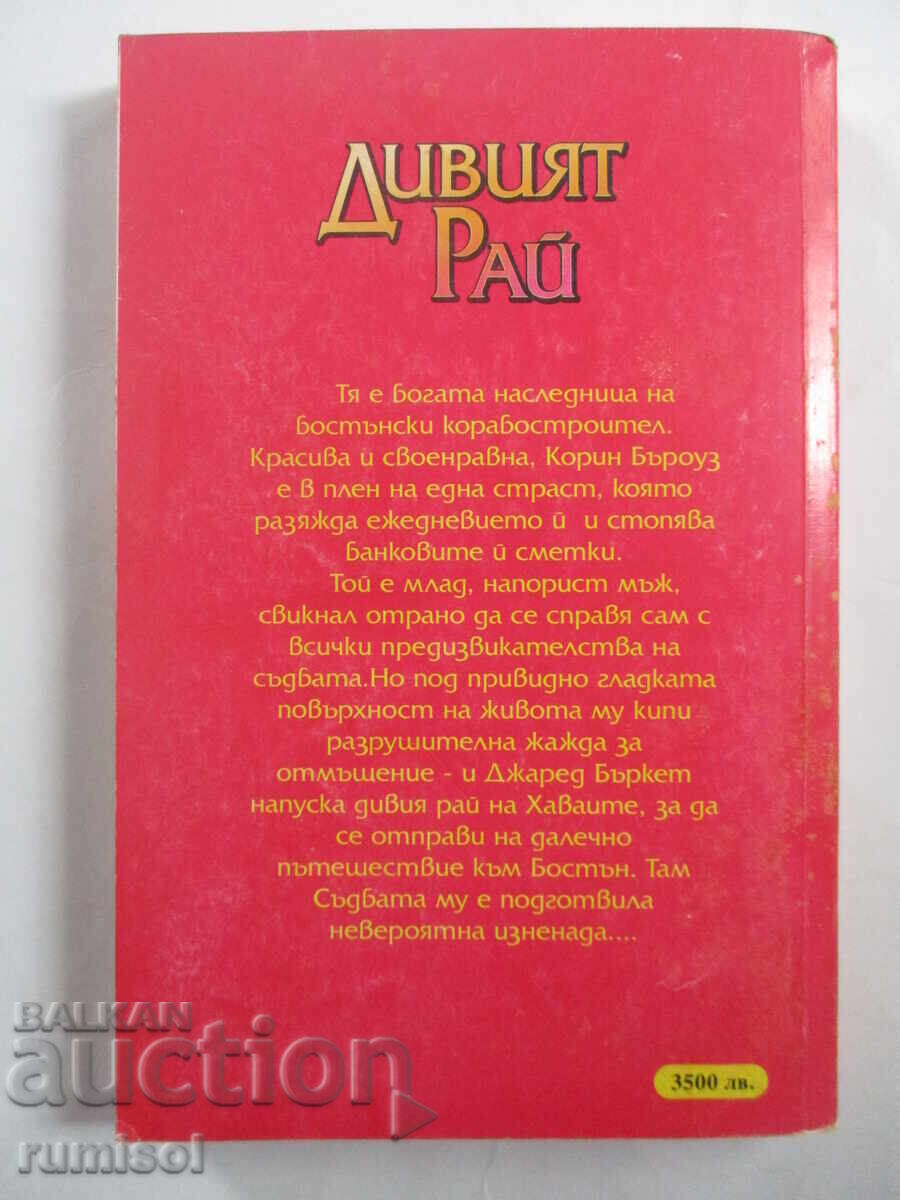 Дивият
Рай
Тя е богата наследница на
бостънски корабостроител.
Красива и своенравна, Корин Бъроуз
е в плен на една страст, която
разяжда ежедневието й и стопява
банковите й сметки.
Той е млад, напорист мъж,
свикнал отрано да се справя сам с
всички предизвикателства на
съдбата.Но под привидно гладката
повърхност на живота му кипи
разрушителна жажда за
отмъщение - и Джаред Бъркет
напуска дивия рай на Хаваите, за да
се отправи на далечно
пътешествие към Бостън. Там
Съдбата му е подготвила
невероятна изненада....
3500 лв.
BALKAN
auction
rumisol